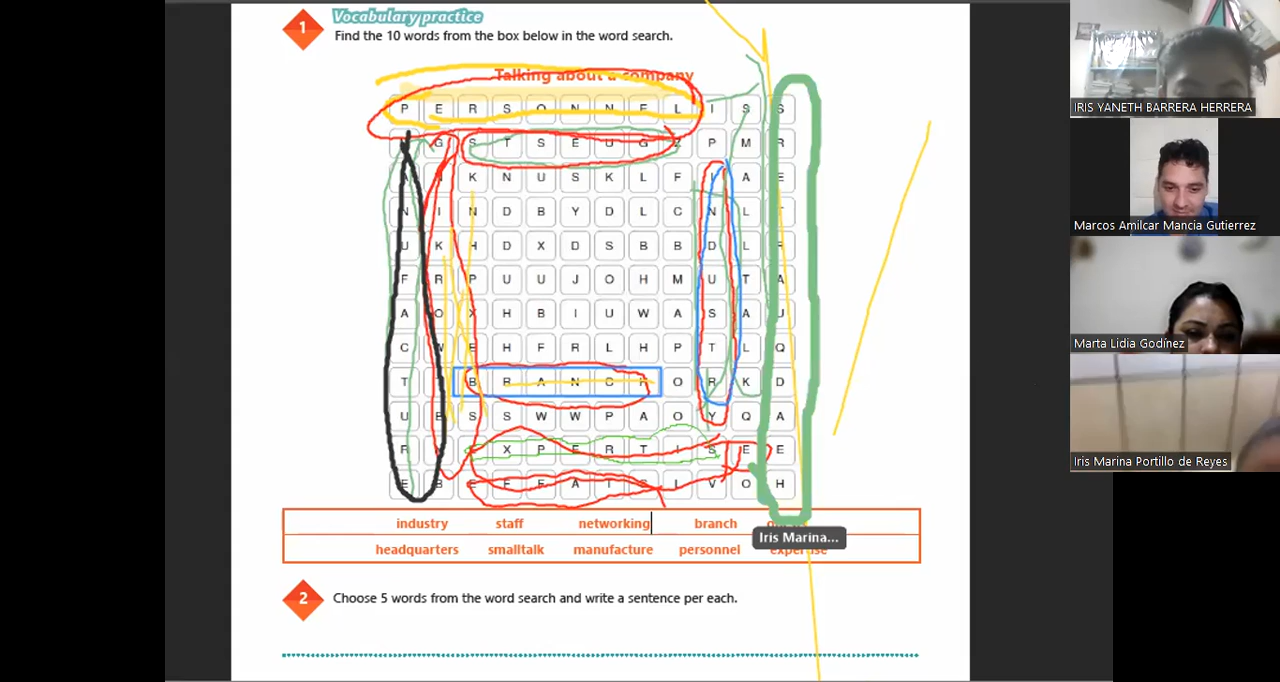 1
Vocabulary practice
Find the 10 words from the box below in the word search.
Talking about a company
P E R S O N N E L I S S
G S T S E U G Z P M R
A N K N U S K L F I A E
N I N D B Y D L C N L T
U K H D X D S B B D L R
F R P U U J O H M U T A
A O X H B I U W A S A U
C W E H F R L H P T L Q
T B R A N C H O R K D
U E S S W W P A O Y Q A
R E X P E R T I S E E
E B E F F A T S L V O H
industry staff networking branch
headquarters smalltalk manufacture personnel expertise
Iris Marina...
2
Choose 5 words from the word search and write a sentence per each.
IRIS YANETH BARRERA HERRERA
Marcos Amilcar Mancia Gutierrez
Marta Lidia Godínez
Iris Marina Portillo de Reyes